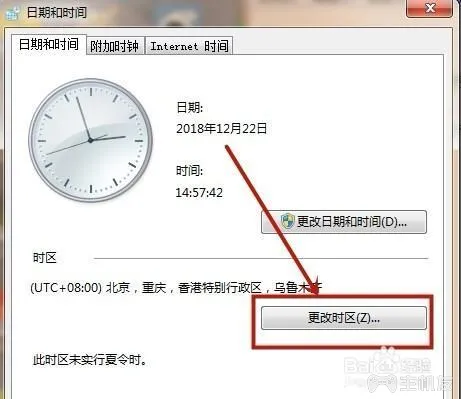 日期和时间
日期和时间 附加时钟 Internet 时间
日期:
2018年12月22日
时间:
14:57:42
更改日期和时间(D)...
时区
(UTC+08:00) 北京，重庆，香港特别行政区，乌鲁木齐
更改时区(Z)...
此时区未实行夏令时。
Bai 经验
主机族